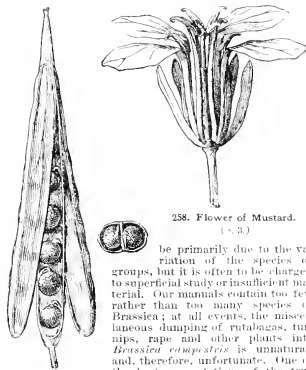 258. Flower of Mustard.
be primarily due to the va-
riation of the species o
groups, but it is often to be charge
to superficial study or insufficient ma
terial. Our manuals contain too fe
rather than too many species o
Brassica; at all events, the misce
laneous dumping of rutabagas, tur
nips, rape and other plants int
Brassica campestris is unnatura
and, therefore, unfortunate. One o